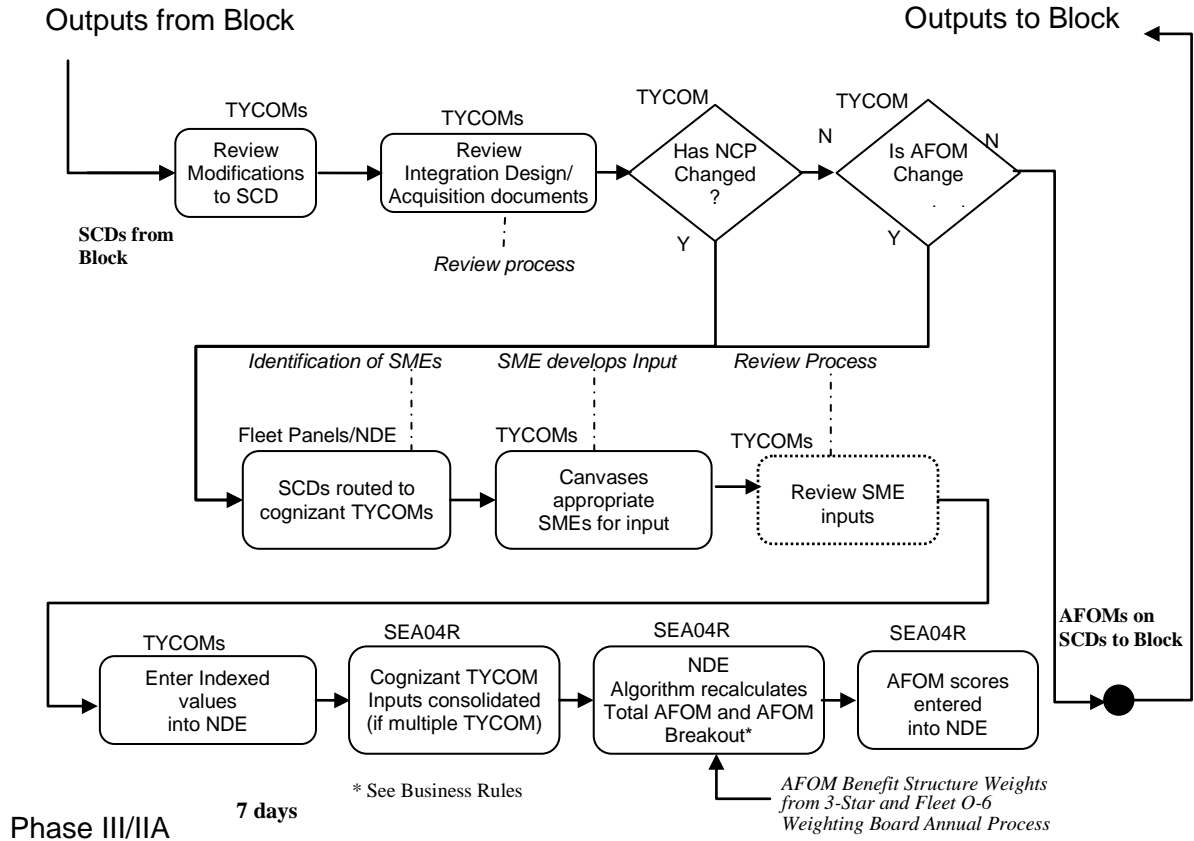 Outputs from Block
Outputs to Block
TYCOMs
Review
Modifications
to SCD
TYCOMs
Review
Integration Design/
Acquisition documents
TYCOM
Has NCP
Changed
?
N
Y
TYCOM
Is AFOM
Change
N
Y
SCDs from
Block
Review process
Identification of SMEs
SME develops Input
Review Process
Fleet Panels/NDE
SCDs routed to
cognizant TYCOMs
TYCOMs
Canvases
appropriate
SMEs for input
TYCOMs
Review SME
inputs
TYCOMs
Enter Indexed
values
into NDE
SEA04R
Cognizant TYCOM
Inputs consolidated
(if multiple TYCOM)
SEA04R
NDE
Algorithm recalculates
Total AFOM and AFOM
Breakout*
SEA04R
AFOM scores
entered
into NDE
AFOMs on
SCDs to Block
* See Business Rules
AFOM Benefit Structure Weights
from 3-Star and Fleet O-6
Weighting Board Annual Process
7 days
Phase III/IIA